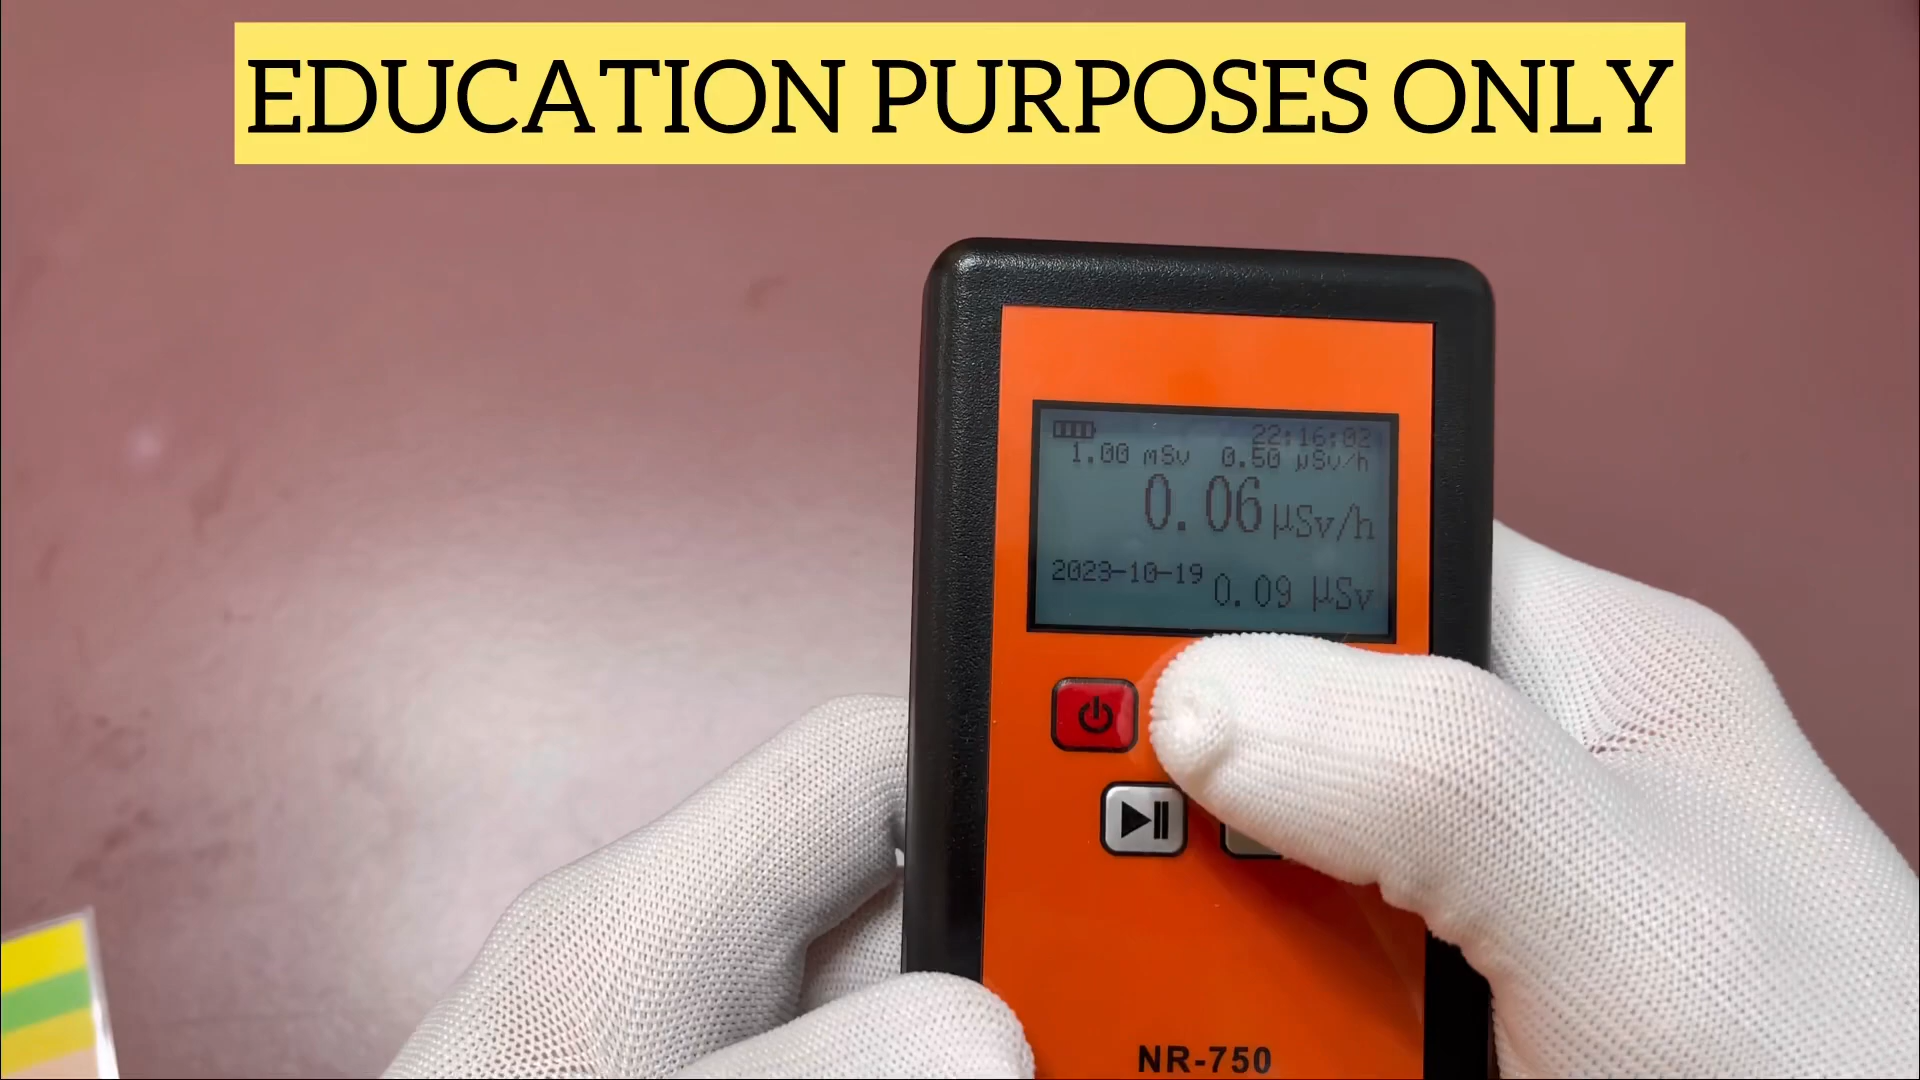 EDUCATION PURPOSES ONLY
22:16:02
1.00 mSv 0.50 µSv/h
0.06 µSv/h
2023-10-19 0.09 µSv
NR-750